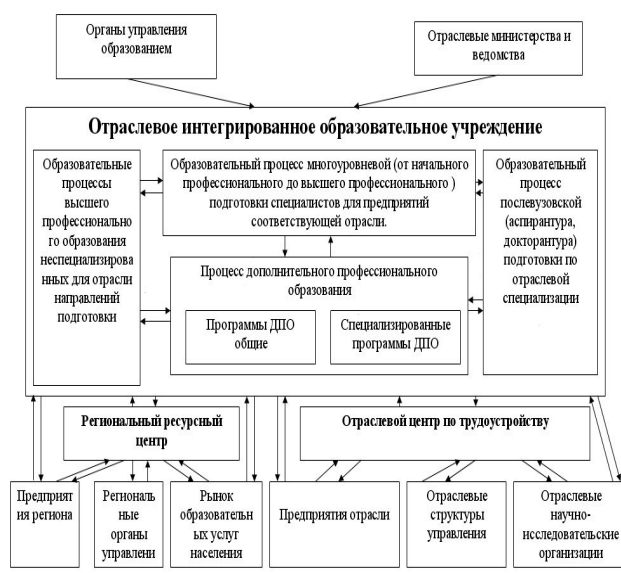 Органы управления
образованием
Отраслевые министерства и
ведомства
Отраслевое интегрированное образовательное учреждение
Образовательные
процессы
высшего
профессионально
го образования
неспециализирова
нных для отрасли
направлений
подготовки
Образовательный процесс многоуровневой (от начального
профессионального до высшего профессионального )
подготовки специалистов для предприятий
соответствующей отрасли.
Образовательный
процесс
послевузовской
(аспирантура,
докторантура)
подготовки по
отраслевой
специализации
Процесс дополнительного профессионального
образования
Программы ДПО
общие
Специализированные
программы ДПО
Региональный ресурсный
центр
Отраслевой центр по трудоустройству
Предприят
ия региона
Региональ
ные
органы
управлени
Рынок
образователь
ных услуг
населения
Предприятия отрасли
Отраслевые
структуры
управления
Отраслевые
научно-
исследовательские
организации